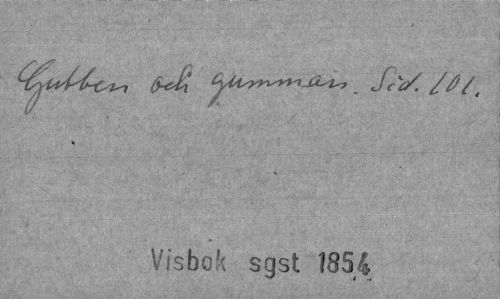 Gubben och gumman. Sid. 101.
Visbok sgst 1854